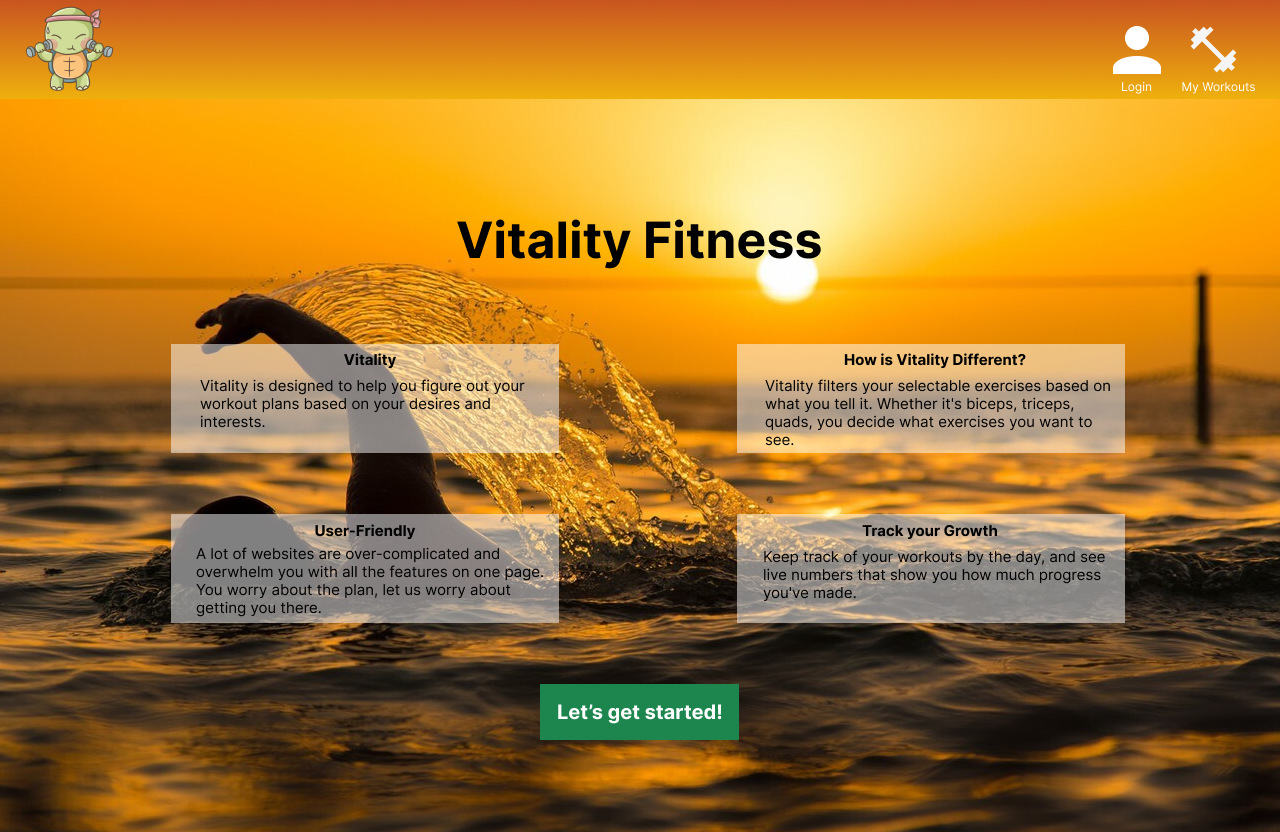 Login
My Workouts
Vitality Fitness
Vitality
Vitality is designed to help you figure out your
workout plans based on your desires and
interests.
How is Vitality Different?
Vitality filters your selectable exercises based on
what you tell it. Whether it's biceps, triceps,
quads, you decide what exercises you want to
see.
User-Friendly
A lot of websites are over-complicated and
overwhelm you with all the features on one page.
You worry about the plan, let us worry about
getting you there.
Track your Growth
Keep track of your workouts by the day, and see
live numbers that show you how much progress
you've made.
Let’s get started!